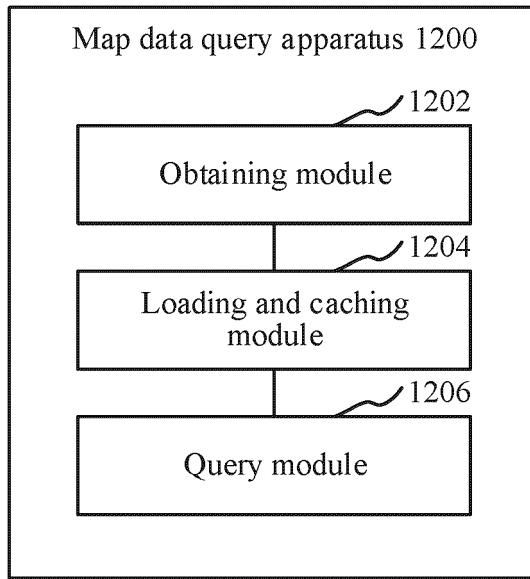 Map data query apparatus 1200
1202
Obtaining module
1204
Loading and caching
module
1206
Query module